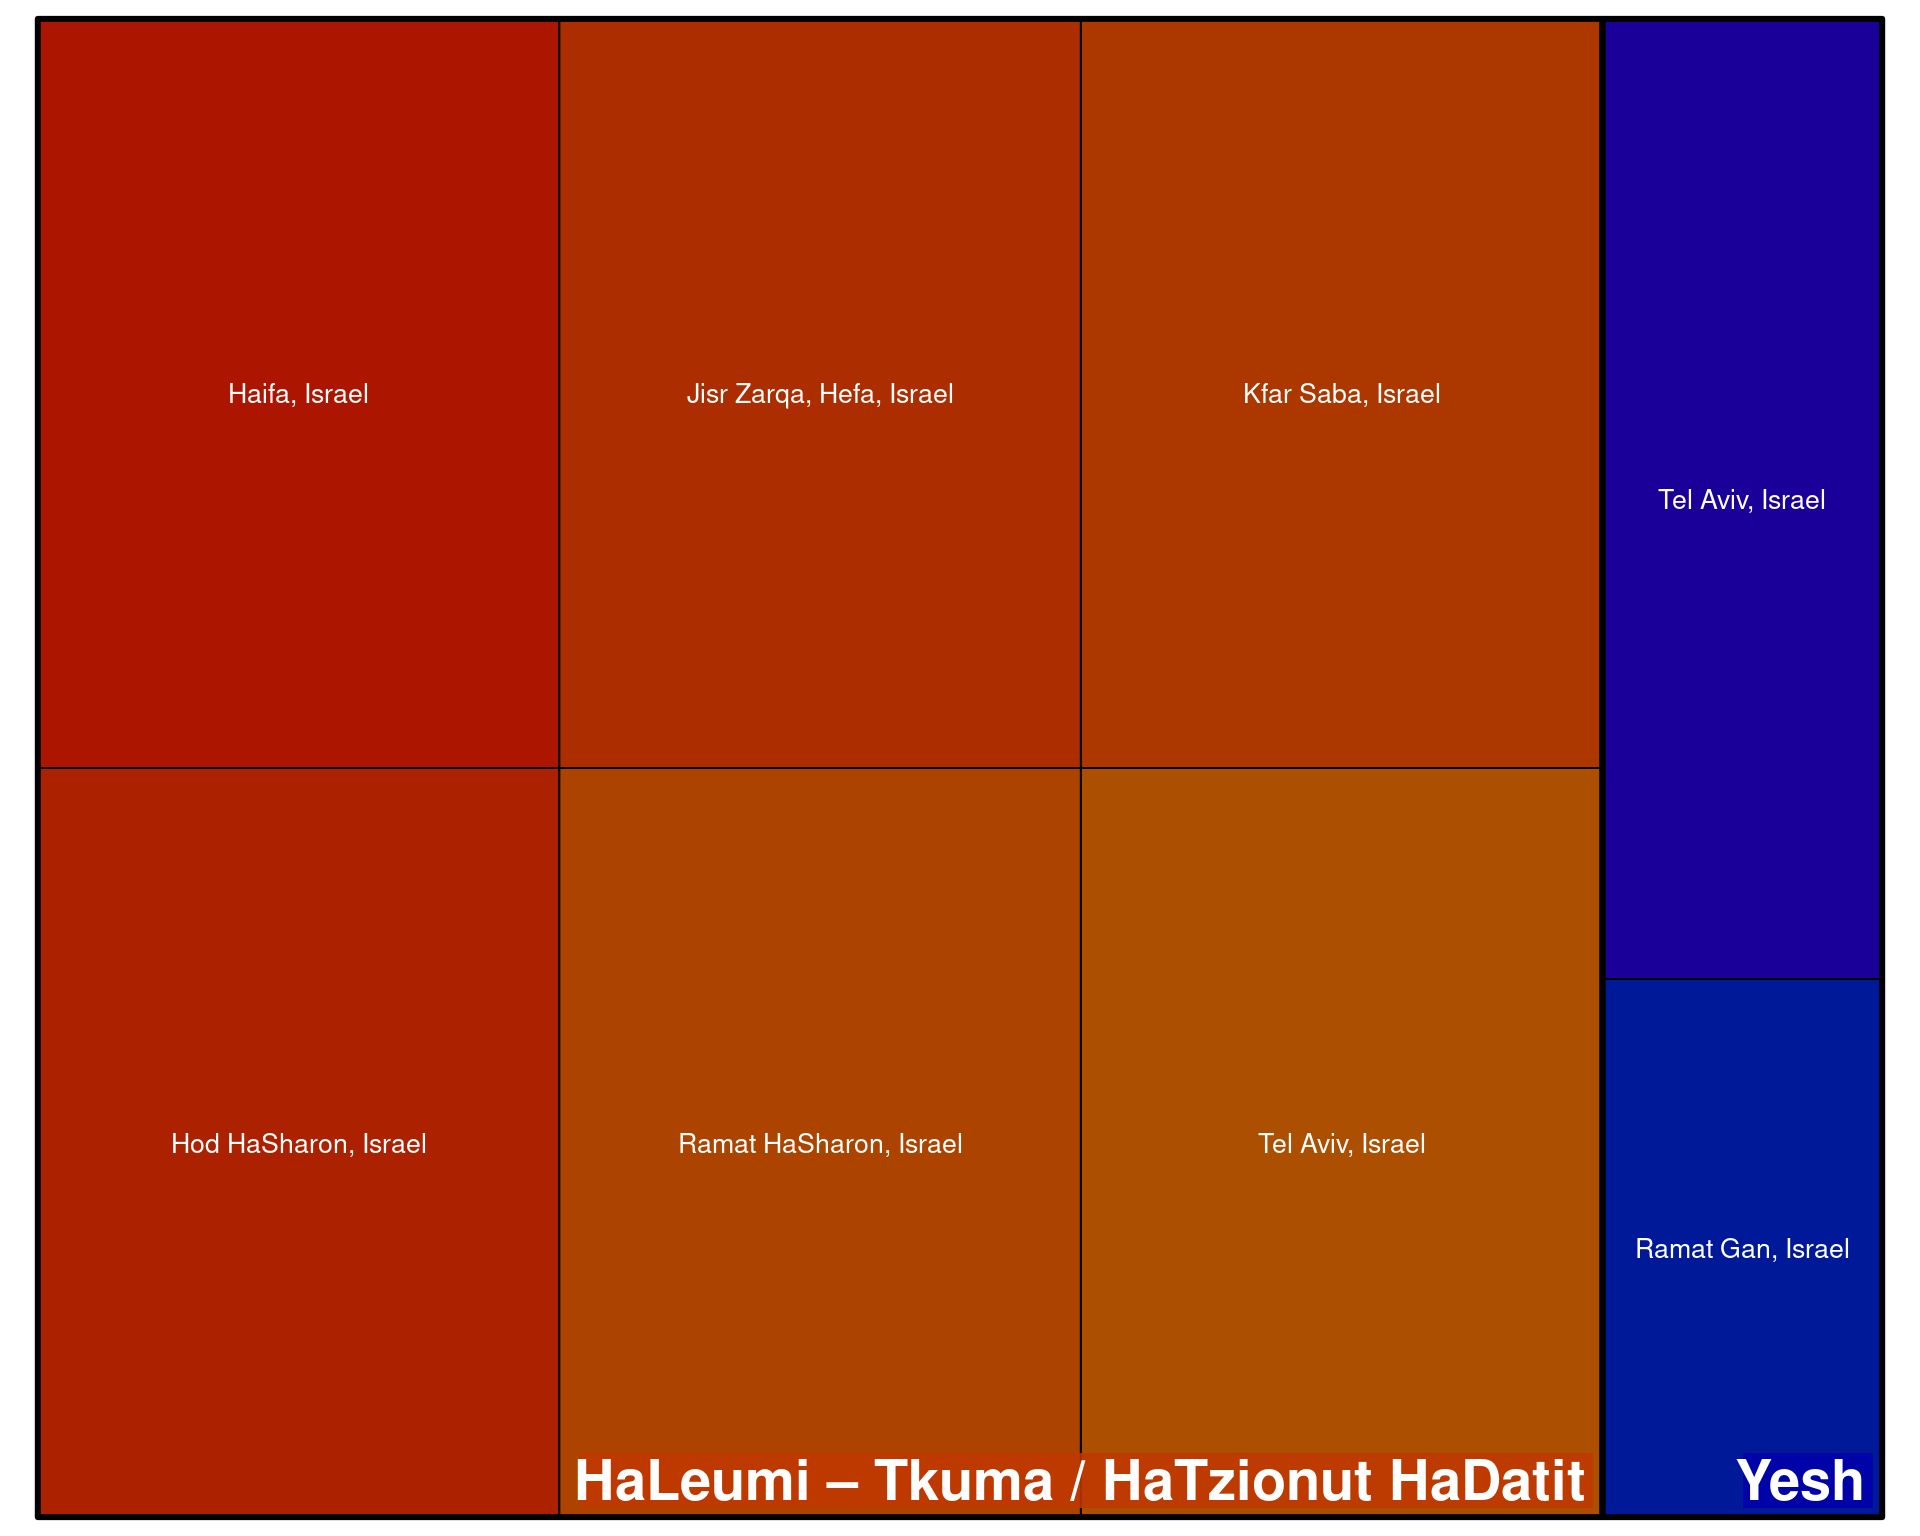 Haifa, Israel
Jisr Zarqa, Hefa, Israel
Kfar Saba, Israel
Tel Aviv, Israel
Hod HaSharon, Israel
Ramat HaSharon, Israel
Tel Aviv, Israel
Ramat Gan, Israel
HaLeumi – Tkuma / HaTzionut HaDatit
Yesh